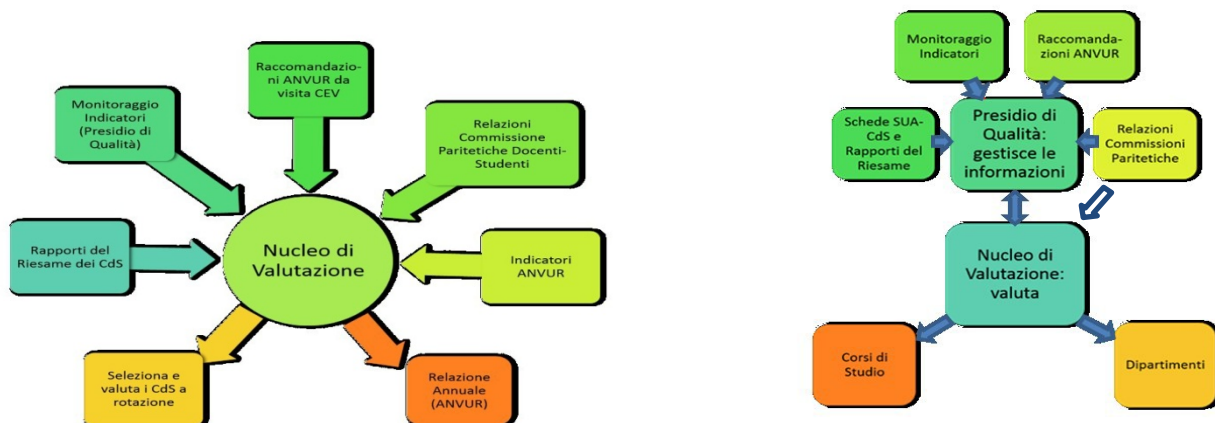 Raccomandazio-
ni ANVUR da
visita CEV
Monitoraggio
Indicatori
(Presidio di
Qualità)
Relazioni
Commissione
Paritetiche Docenti-
Studenti
Rapporti del
Riesame dei CdS
Nucleo di
Valutazione
Indicatori
ANVUR
Seleziona e
valuta i CdS a
rotazione
Relazione
Annuale
(ANVUR)
Monitoraggio
Indicatori
Raccomanda-
zioni ANVUR
Schede SUA-
CdS e
Rapporti del
Riesame
Presidio di
Qualità:
gestisce le
informazioni
Relazioni
Commissioni
Paritetiche
Nucleo di
Valutazione:
valuta
Corsi di
Studio
Dipartimenti